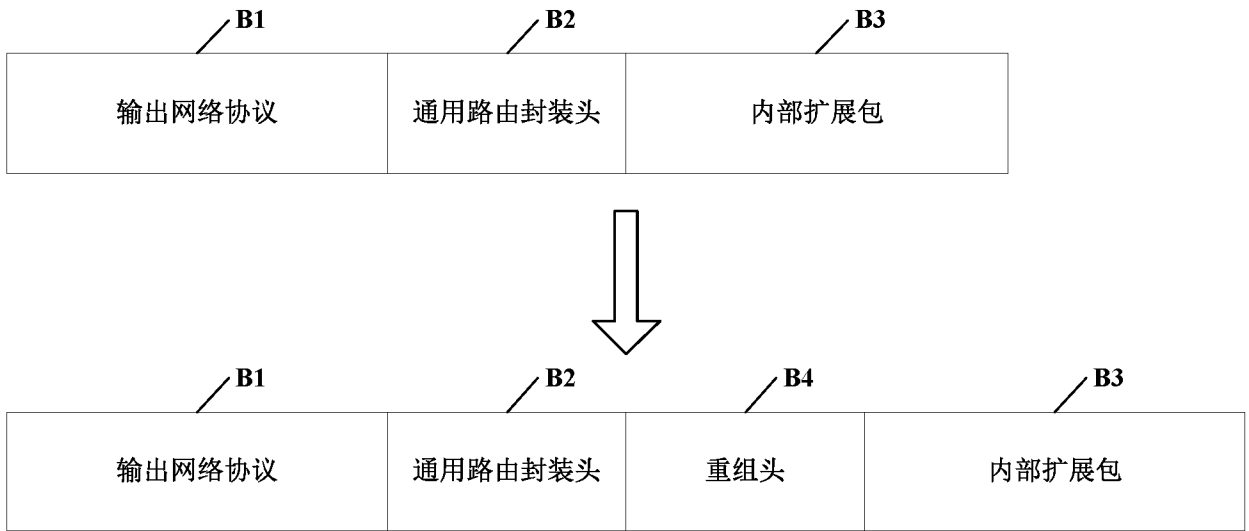 B1 B2 B3
输出网络协议 通用路由封装头 内部扩展包
B1 B2 B4 B3
输出网络协议 通用路由封装头 重组头 内部扩展包